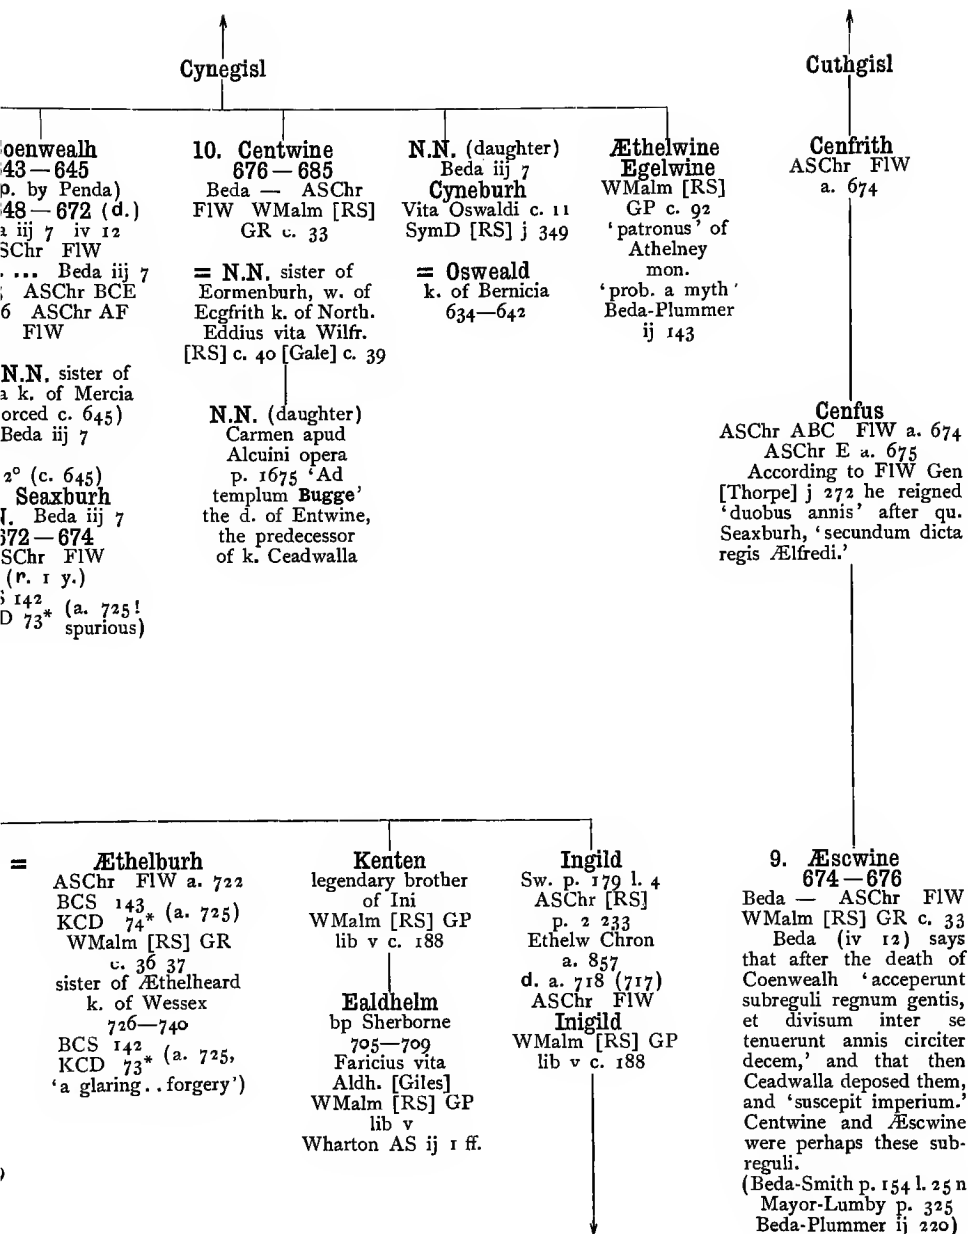 Cynegisl
Cuthgisl
oenwealh
43—645
p. by Penda)
48—672 (d.)
iij 7 iv 12
SChr FlW
. ... Beda iij 7
; ASChr BCE
6 ASChr AF
FlW
N.N. sister of
a k. of Mercia
orced c. 645)
Beda iij 7
2° (c. 645)
Seaxburh
Beda iij 7
672—674
SChr FlW
(r. 1 y.)
142
D 73* (a. 725!
spurious)
10. Centwine
676—685
Beda — ASChr
FlW WMalm [RS]
GR c. 33
= N.N. sister of
Eormenburh, w. of
Ecgfrith k. of North.
Eddius vita Wilfr.
[RS] c. 40 [Gale] c. 39
N.N. (daughter)
Carmen apud
Alcuini opera
p. 1675 ‘Ad
templum Bugge’
the d. of Entwine,
the predecessor
of k. Ceadwalla
N.N. (daughter)
Beda iij 7
Cyneburh
Vita Oswaldi c. 11
SymD [RS] j 349
= Osweald
k. of Bernicia
634—642
Æthelwine
Egelwine
WMalm [RS]
GP c. 92
‘patronus’ of
Athelney
mon.
‘prob. a myth’
Beda-Plummer
ij 143
Cenfrith
ASChr FlW
a. 674
Cenfus
ASChr ABC FlW a. 674
ASChr E a. 675
According to FlW Gen
[Thorpe] j 272 he reigned
‘duobus annis’ after qu.
Seaxburh, ‘secundum dicta
regis Ælfredi.’
= Æthelburh
ASChr FlW a. 722
BCS 143
KCD 74* (a. 725)
WMalm [RS] GR
c. 36 37
sister of Æthelheard
k. of Wessex
726—740
BCS 142
KCD 73* (a. 725,
‘a glaring..forgery’)
Kenten
legendary brother
of Ini
WMalm [RS] GP
lib v c. 188
Ealdhelm
bp Sherborne
705—709
Faricius vita
Aldh. [Giles]
WMalm [RS] GP
lib v
Wharton AS ij 1 ff.
Ingild
Sw. p. 179 l. 4
ASChr [RS]
p. 2 233
Ethelw Chron
a. 857
d. a. 718 (717)
ASChr FlW
Inigild
WMalm [RS] GP
lib v c. 188
9. Æscwine
674—676
Beda — ASChr FlW
WMalm [RS] GR c. 33
Beda (iv 12) says
that after the death of
Coenwealh ‘acceperunt
subreguli regnum gentis,
et divisum inter se
tenuerunt annis circiter
decem,’ and that then
Ceadwalla deposed them,
and ‘suscepit imperium.’
Centwine and Æscwine
were perhaps these sub-
reguli.
(Beda-Smith p. 154 l. 25 n
Mayor-Lumby p. 325
Beda-Plummer ij 220)